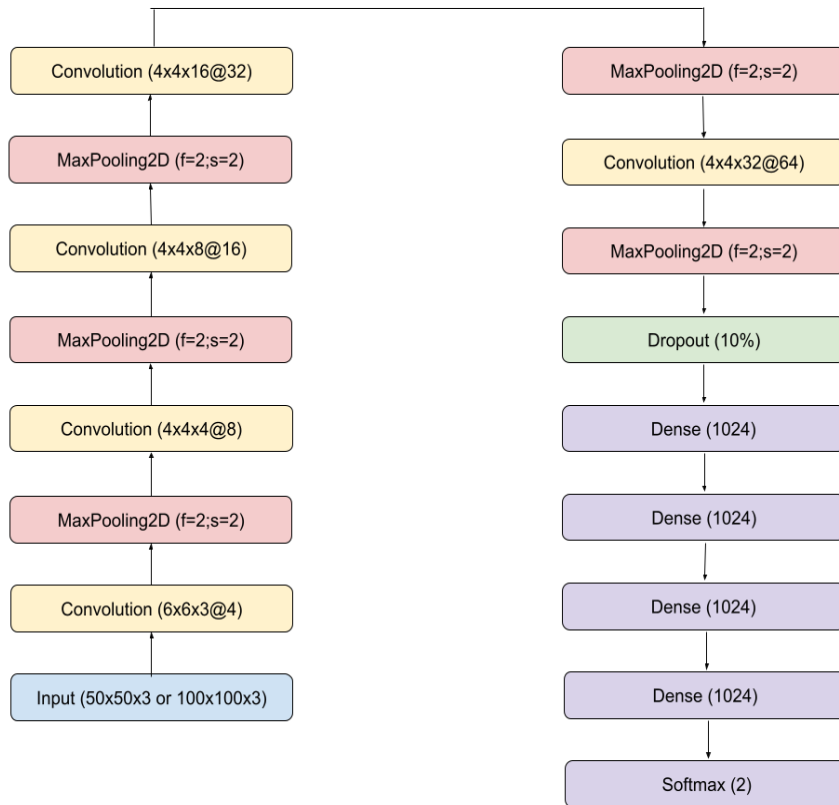 Convolution (4x4x16@32)
MaxPooling2D (f=2;s=2)
Convolution (4x4x8@16)
MaxPooling2D (f=2;s=2)
Convolution (4x4x4@8)
MaxPooling2D (f=2;s=2)
Convolution (6x6x3@4)
Input (50x50x3 or 100x100x3)
MaxPooling2D (f=2;s=2)
Convolution (4x4x32@64)
MaxPooling2D (f=2;s=2)
Dropout (10%)
Dense (1024)
Dense (1024)
Dense (1024)
Dense (1024)
Softmax (2)